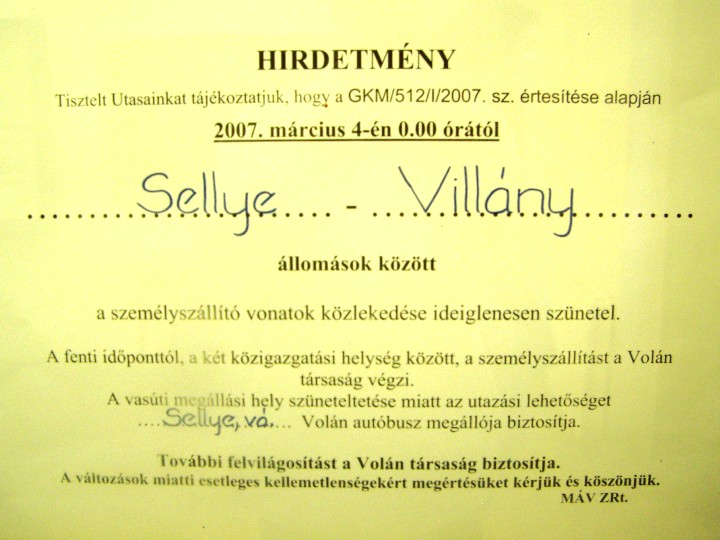 HIRDETMÉNY
Tisztelt Utasainkat tájékoztatjuk, hogy a GKM/512/I/2007. sz. értesítése alapján
2007. március 4-én 0.00 órától
Sellye - Villány
állomások között
a személyszállító vonatok közlekedése ideiglenesen szünetel.
A fenti időponttól, a két közigazgatási helység között, a személyszállítást a Volán
társaság végzi.
A vasúti megállási hely szüneteltetése miatt az utazási lehetőséget
....Sellye, vá.... Volán autóbusz megállója biztosítja.
További felvilágosítást a Volán társaság biztosítja.
A változások miatti esetleges kellemetlenségekért megértésüket kérjük és köszönjük.
MÁV ZRt.